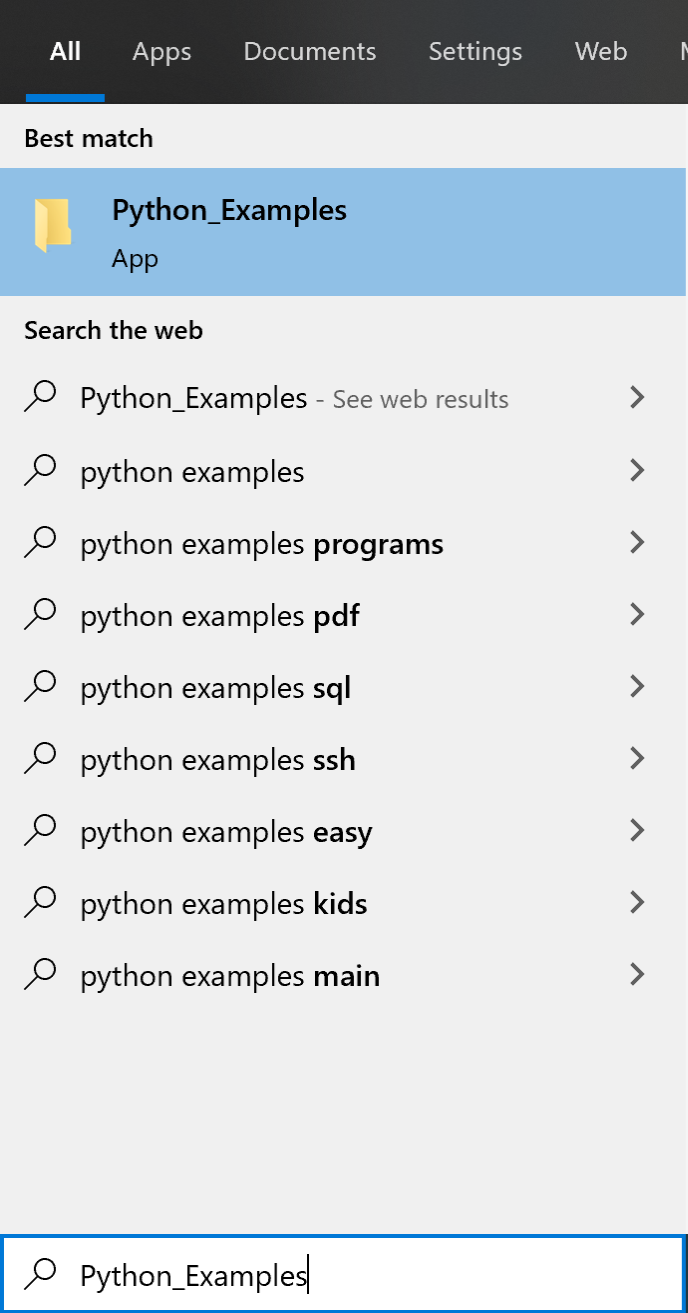 All Apps Documents Settings Web
Best match
Python_Examples
App
Search the web
Python_Examples - See web results
python examples
python examples programs
python examples pdf
python examples sql
python examples ssh
python examples easy
python examples kids
python examples main
Python_Examples